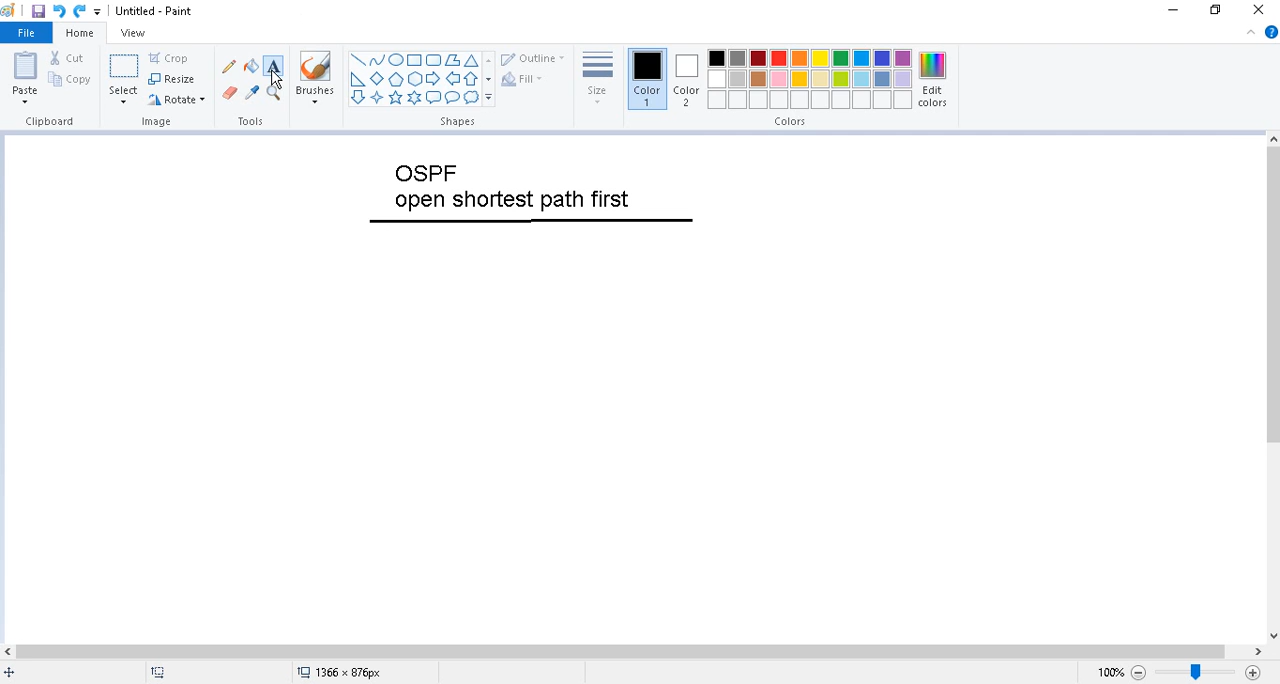 Untitled - Paint
File Home View
Paste
Cut
Copy
Clipboard
Select
Crop
Resize
Rotate
Image
A
Tools
Brushes
Shapes
Outline
Fill
Size
Color 1
Color 2
Edit colors
Colors
OSPF
open shortest path first
1366 × 876px
100%